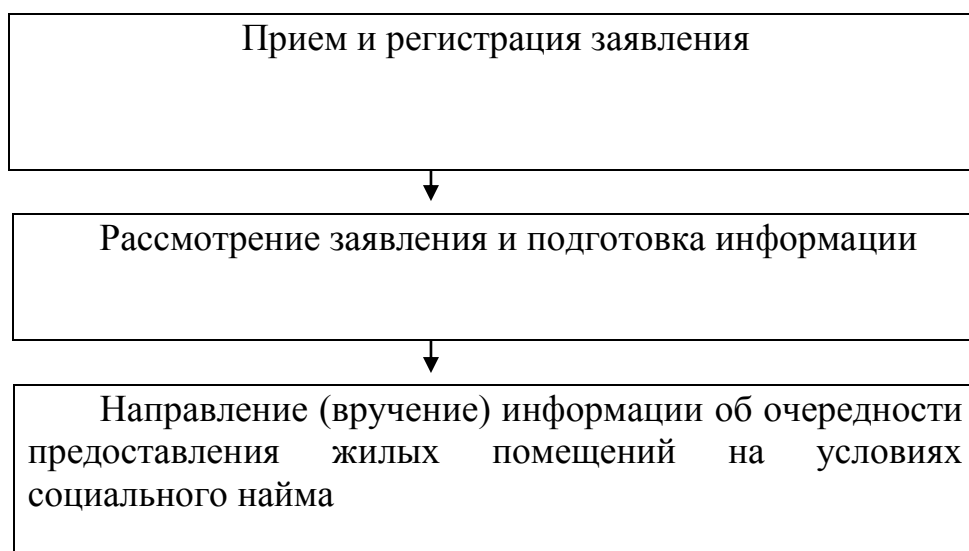 Прием и регистрация заявления
Рассмотрение заявления и подготовка информации
Направление (вручение) информации об очередности
предоставления жилых помещений на условиях
социального найма